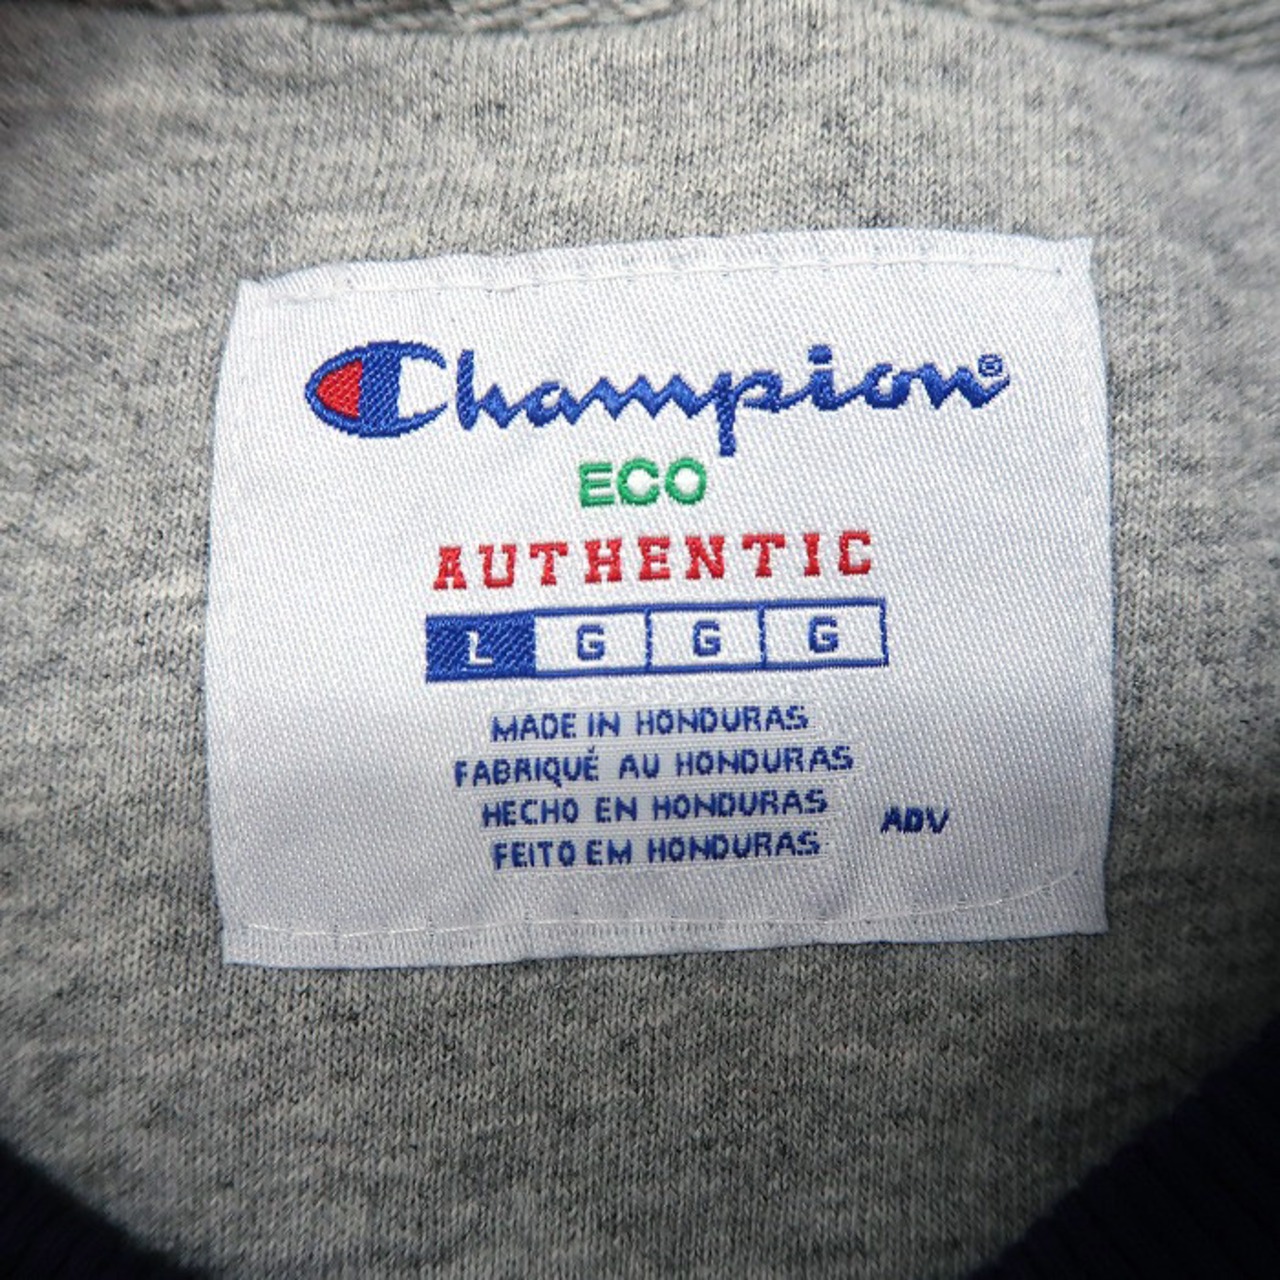 Champion®
ECO
AUTHENTIC
L G G G
MADE IN HONDURAS
FABRIQUÉ AU HONDURAS
HECHO EN HONDURAS
FEITO EM HONDURAS
ADV